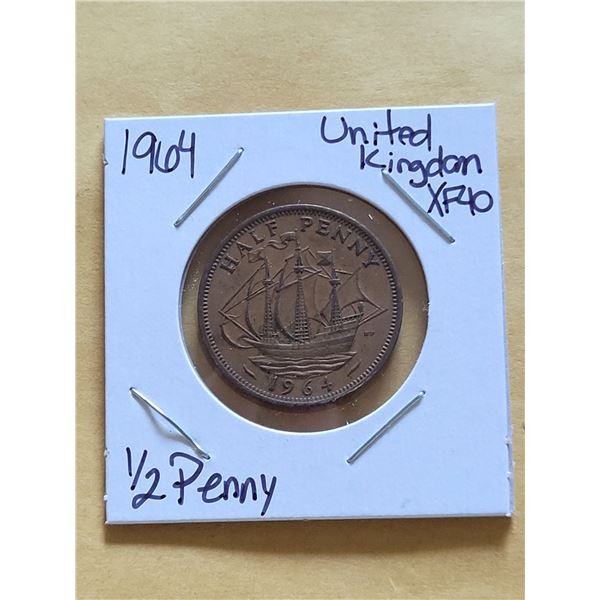 1964
United
Kingdom
XF40
HALF PENNY
1964
1/2 Penny